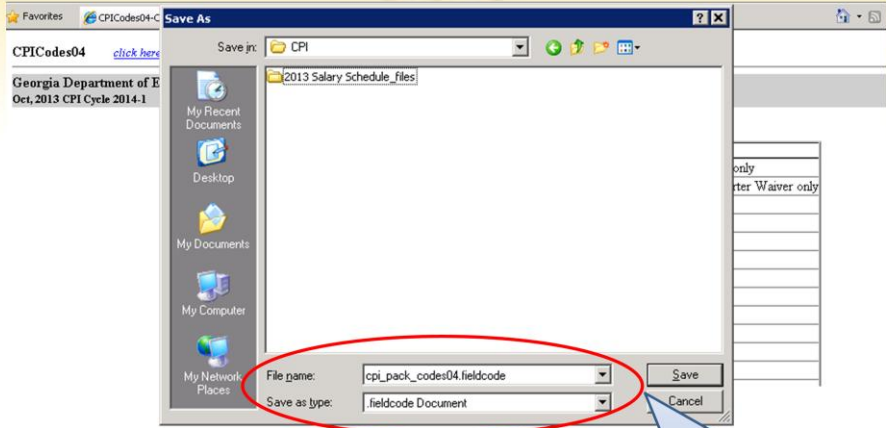 Favorites CPICodes04-C
Save As
CPICodes04 click here
Save in: CPI
Georgia Department of E
Oct, 2013 CPI Cycle 2014-1
2013 Salary Schedule_files
My Recent
Documents
Desktop
My Documents
My Computer
My Network
Places
only
rter Waiver only
File name: cpi_pack_codes04.fieldcode Save
Save as type: .fieldcode Document Cancel